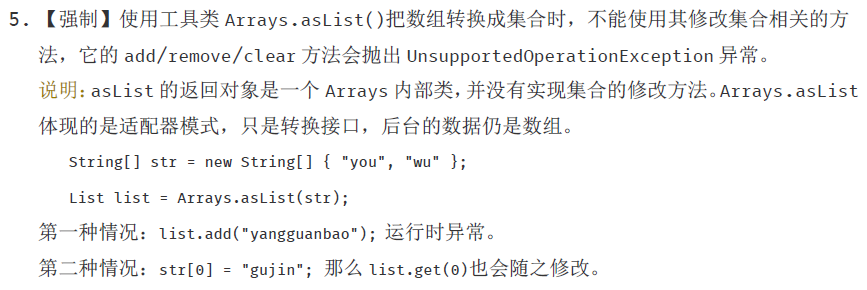 5. 【强制】使用工具类 Arrays.asList()把数组转换成集合时，不能使用其修改集合相关的方
法，它的 add/remove/clear 方法会抛出 UnsupportedOperationException 异常。
说明：asList 的返回对象是一个 Arrays 内部类，并没有实现集合的修改方法。Arrays.asList
体现的是适配器模式，只是转换接口，后台的数据仍是数组。
String[] str = new String[] { "you", "wu" };
List list = Arrays.asList(str);
第一种情况：list.add("yangguanbao"); 运行时异常。
第二种情况：str[0] = "gujin"; 那么 list.get(0)也会随之修改。